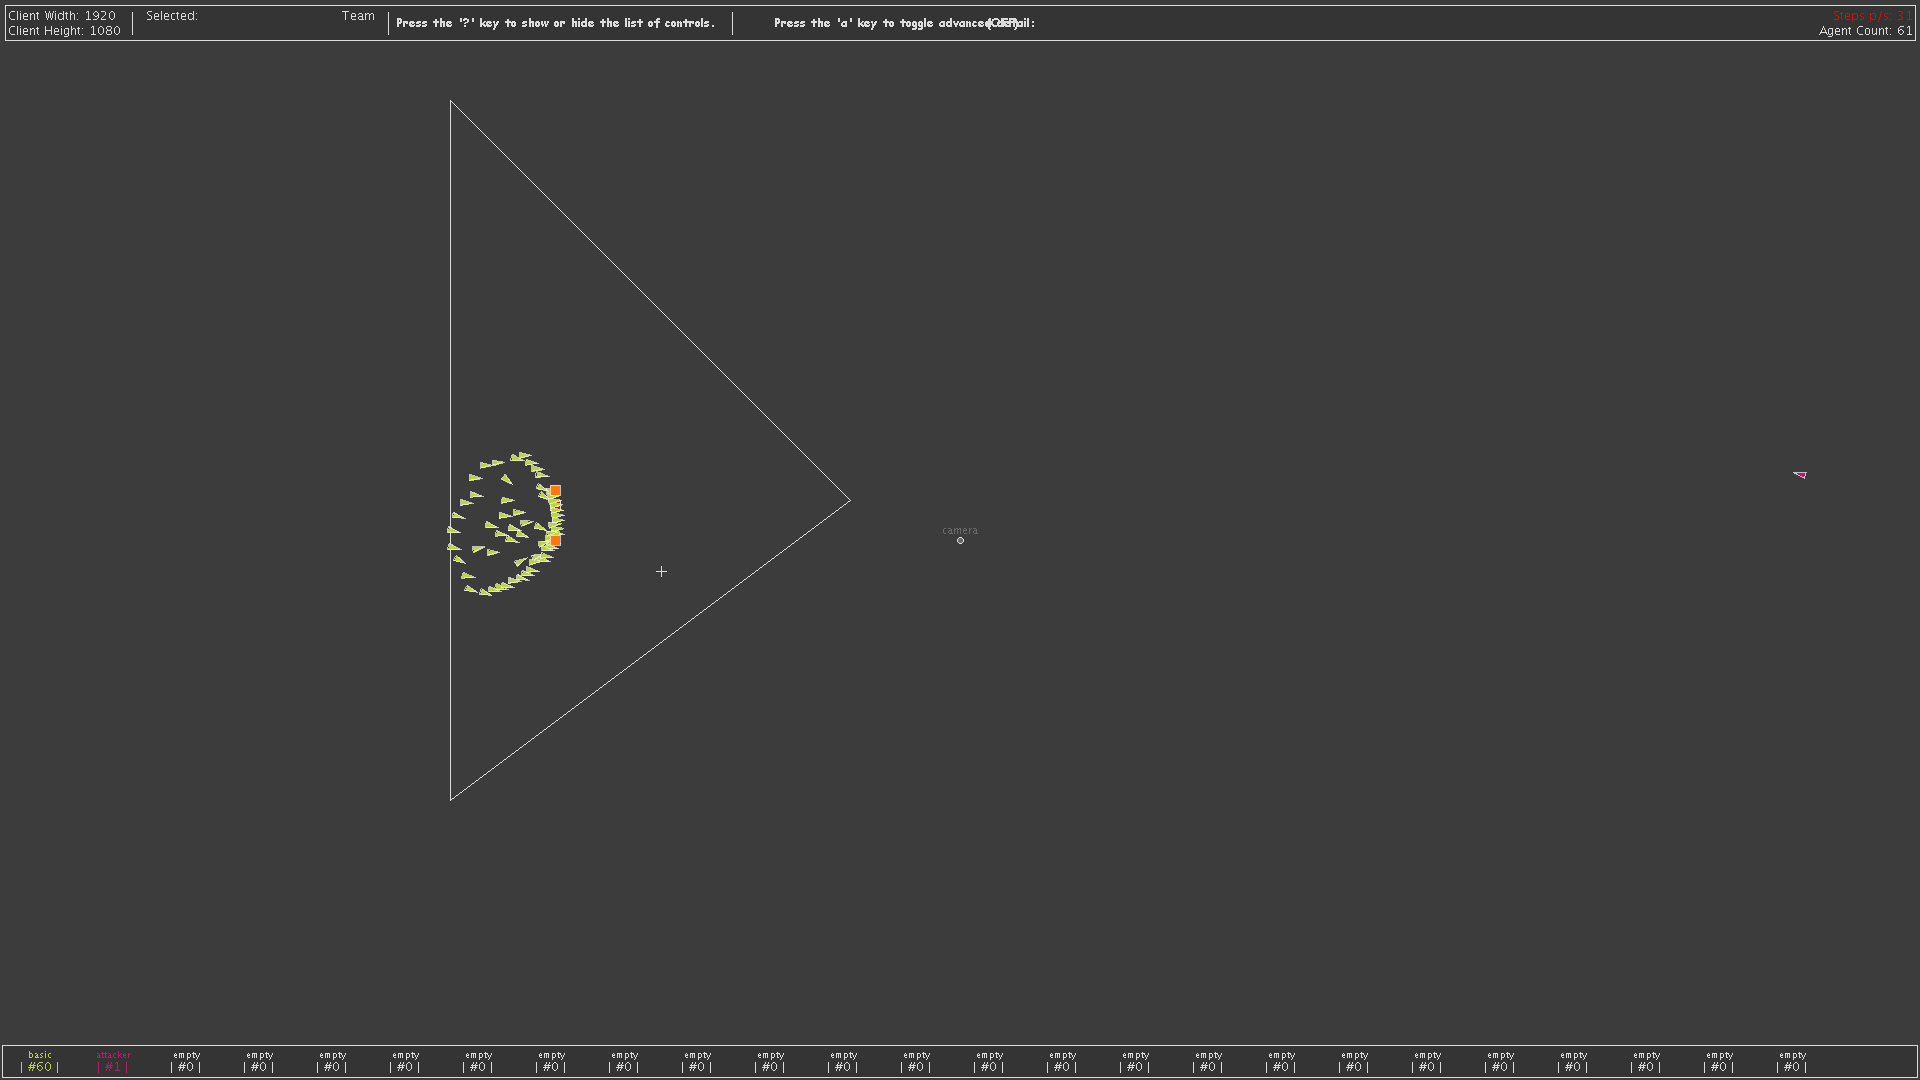 Client Width: 1920
Client Height: 1080
Selected:
Team
Press the '?' key to show or hide the list of controls.
Press the 'a' key to toggle advanced detail:
(OFF)
Steps p/s: 31
Agent Count: 61
camera
basic
| #60 |
attacker
| #1 |
empty
| #0 |
empty
| #0 |
empty
| #0 |
empty
| #0 |
empty
| #0 |
empty
| #0 |
empty
| #0 |
empty
| #0 |
empty
| #0 |
empty
| #0 |
empty
| #0 |
empty
| #0 |
empty
| #0 |
empty
| #0 |
empty
| #0 |
empty
| #0 |
empty
| #0 |
empty
| #0 |
empty
| #0 |
empty
| #0 |
empty
| #0 |
empty
| #0 |
empty
| #0 |